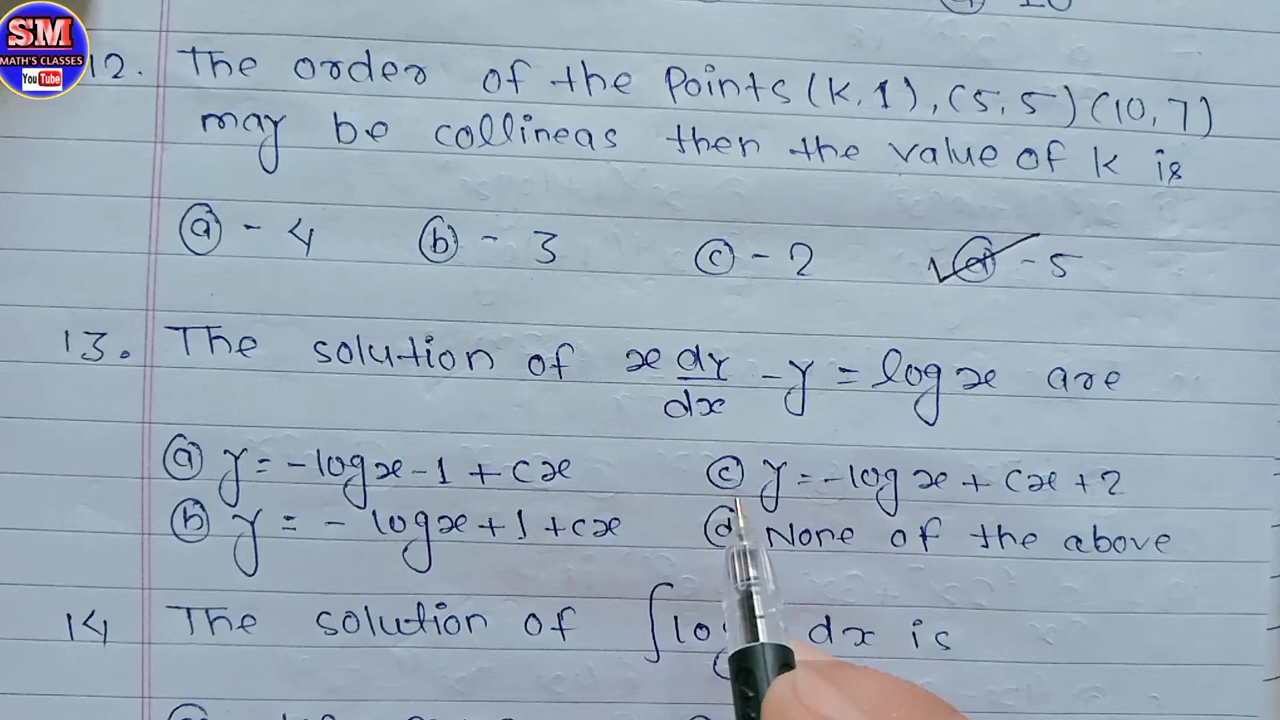 SM
MATH'S CLASSES
YouTube
12. The order of the Points (K, 1), (5, 5) (10, 7)
may be collineas then the value of k is
(a) - 4 (b) - 3 (c) - 2 (d) - 5
13. The solution of x dy/dx - y = log x are
(a) y = -log x - 1 + cx (c) y = -log x + cx + 2
(b) y = - log x + 1 + cx (d) None of the above
14 The solution of ∫ dx is